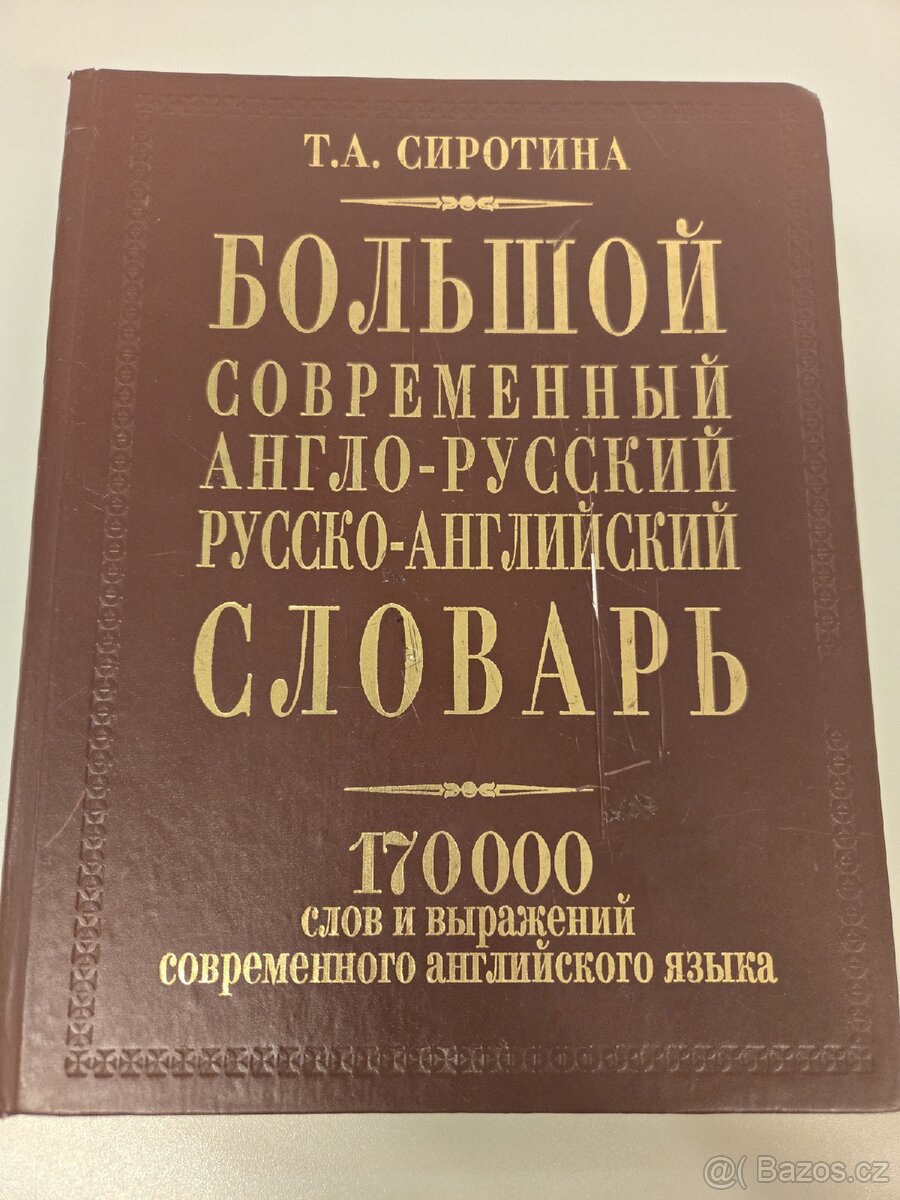 Т.А. СИРОТИНА
БОЛЬШОЙ
СОВРЕМЕННЫЙ
АНГЛО-РУССКИЙ
РУССКО-АНГЛИЙСКИЙ
СЛОВАРЬ
170 000
слов и выражений
современного английского языка
@( Bazos.cz